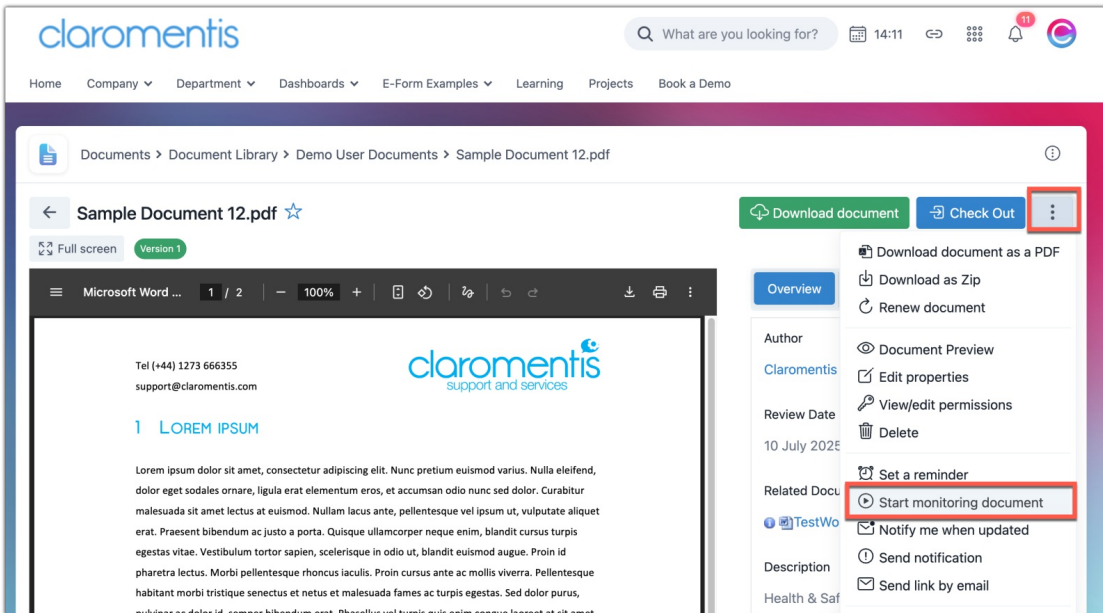 claromentis
What are you looking for?
14:11
11
Home
Company
Department
Dashboards
E-Form Examples
Learning
Projects
Book a Demo
Documents > Document Library > Demo User Documents > Sample Document 12.pdf
Sample Document 12.pdf
Download document
Check Out
Full screen
Version 1
Microsoft Word ...
1 / 2
100%
Tel (+44) 1273 666355
support@claromentis.com
claromentis
support and services
1 LOREM IPSUM
Lorem ipsum dolor sit amet, consectetur adipiscing elit. Nunc pretium euismod varius. Nulla eleifend,
dolor eget sodales ornare, ligula erat elementum eros, et accumsan odio nunc sed dolor. Curabitur
malesuada sit amet lectus at euismod. Nullam lacus ante, pellentesque vel ipsum ut, vulputate aliquet
erat. Praesent bibendum ac justo a porta. Quisque ullamcorper neque enim, blandit cursus turpis
egestas vitae. Vestibulum tortor sapien, scelerisque in odio ut, blandit euismod augue. Proin id
pharetra lectus. Morbi pellentesque rhoncus iaculis. Proin cursus ante ac mollis viverra. Pellentesque
habitant morbi tristique senectus et netus et malesuada fames ac turpis egestas. Sed dolor purus,
Overview
Author
Claromentis
Review Date
10 July 2025
Related Docu
TestWo
Description
Health & Saf
Download document as a PDF
Download as Zip
Renew document
Document Preview
Edit properties
View/edit permissions
Delete
Set a reminder
Start monitoring document
Notify me when updated
Send notification
Send link by email